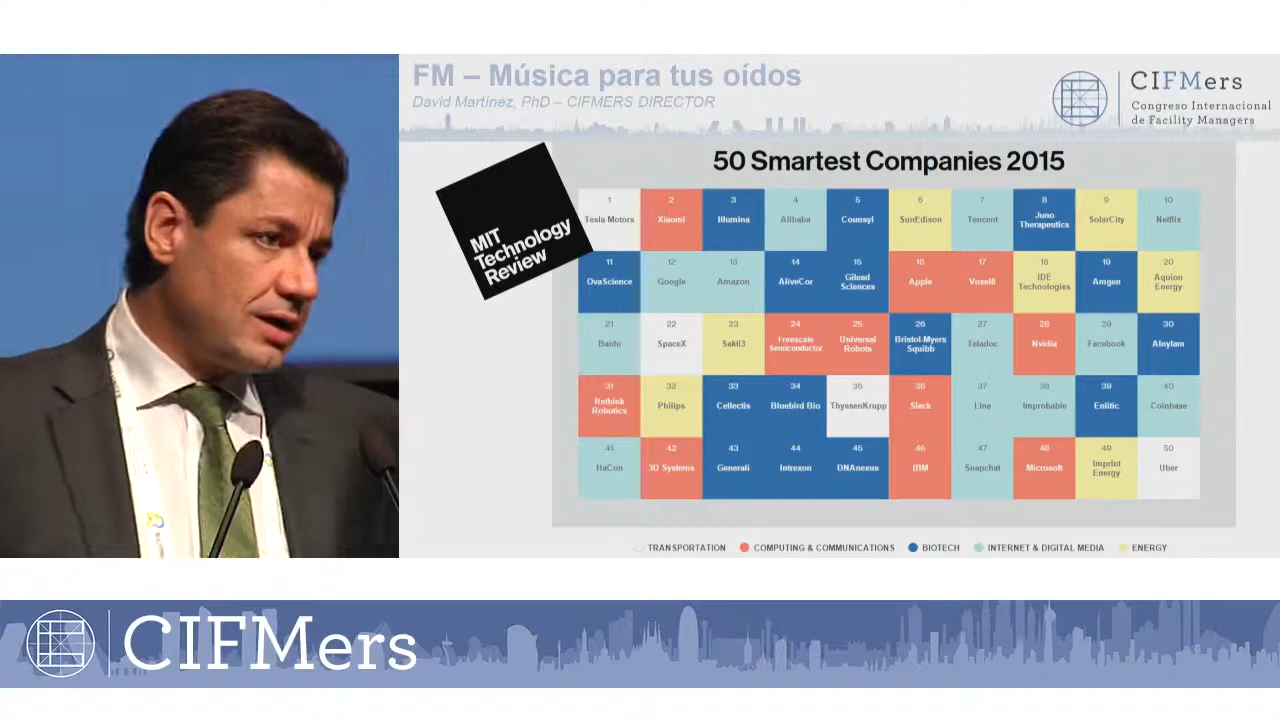 FM – Música para tus oídos
David Martinez, PhD – CIFMERS DIRECTOR
CIFMers
Congreso Internacional
de Facility Managers
MIT
Technology
Review
50 Smartest Companies 2015
1 2 3 4 5 6 7 8 9 10
Tesla Motors Xiaomi Illumina Alibaba Counsyl SunEdison Tencent Juno Therapeutics SolarCity Netflix
11 12 13 14 15 16 17 18 19 20
OvaScience Google Amazon AliveCor Gilead Sciences Apple Voxel8 IDE Technologies Amgen Aquion Energy
21 22 23 24 25 26 27 28 29 30
Baidu SpaceX Sakti3 Freescale Semiconductor Universal Robots Bristol-Myers Squibb Teladoc Nvidia Facebook Alnylam
31 32 33 34 35 36 37 38 39 40
Rethink Robotics Philips Cellectis Bluebird Bio ThyssenKrupp Slack Line Improbable Enlitic Coinbase
41 42 43 44 45 46 47 48 49 50
HaCon 3D Systems Generali Intrexon DNAnexus IBM Snapchat Microsoft Imprint Energy Uber
TRANSPORTATION COMPUTING & COMMUNICATIONS BIOTECH INTERNET & DIGITAL MEDIA ENERGY
CIFMers